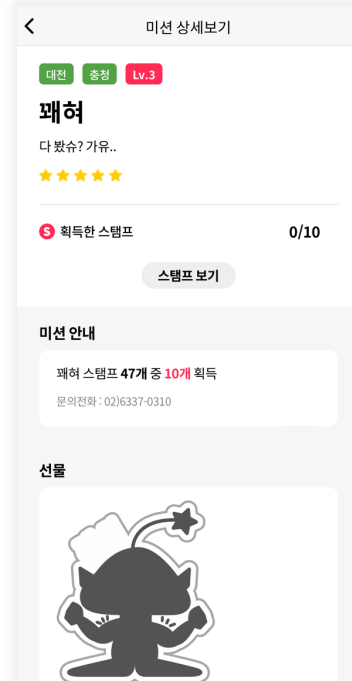 미션 상세보기
대전 충청 Lv.3
꽤혀
다 봤슈? 가유..
S 획득한 스탬프 0/10
스탬프 보기
미션 안내
꽤혀 스탬프 47개 중 10개 획득
문의전화 : 02)6337-0310
선물